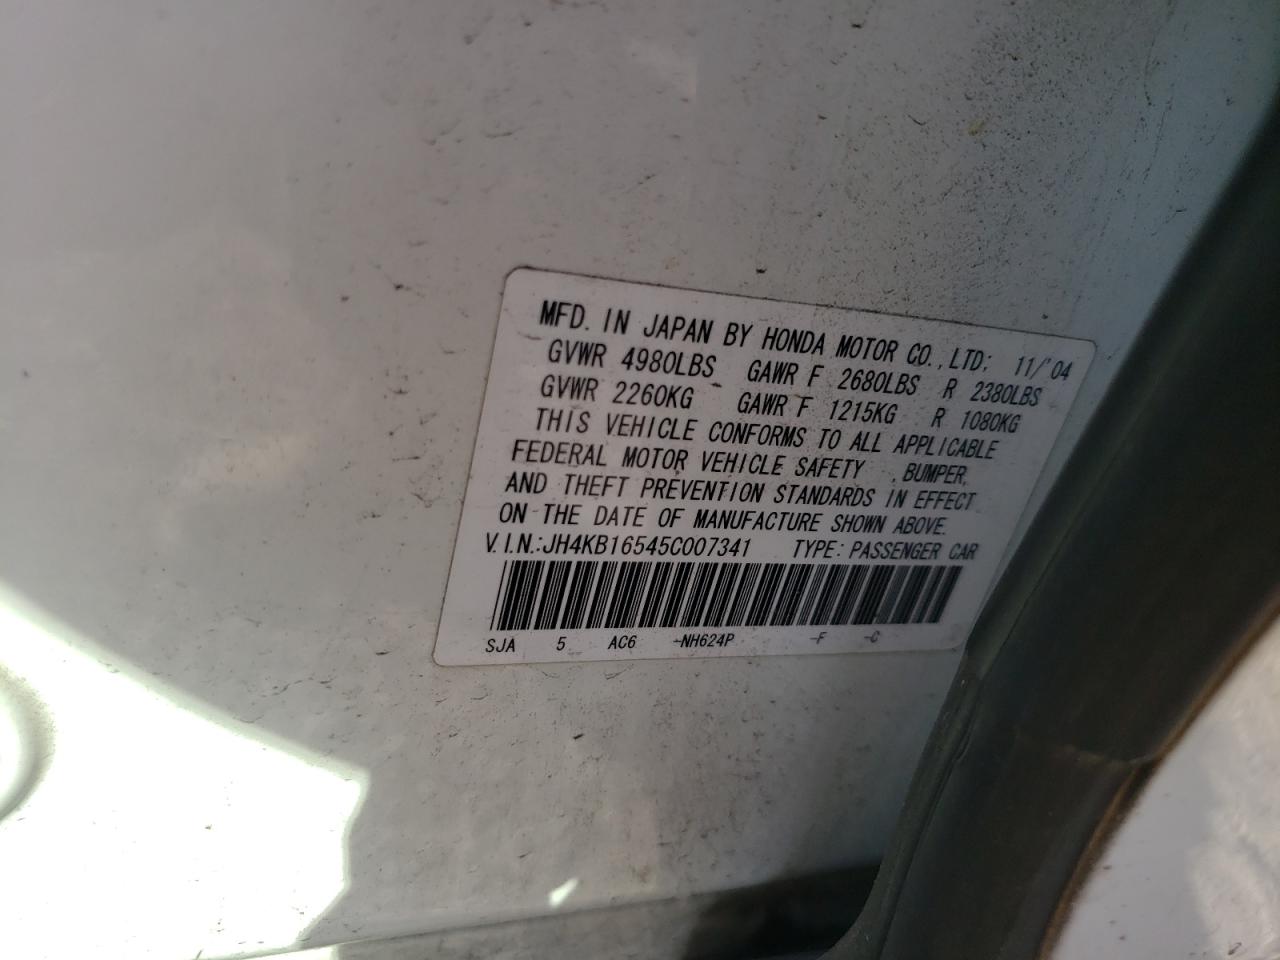 MFD. IN JAPAN BY HONDA MOTOR CO., LTD; 11/'04
GVWR 4980LBS GAWR F 2680LBS R 2380LBS
GVWR 2260KG GAWR F 1215KG R 1080KG
THIS VEHICLE CONFORMS TO ALL APPLICABLE
FEDERAL MOTOR VEHICLE SAFETY , BUMPER,
AND THEFT PREVENTION STANDARDS IN EFFECT
ON THE DATE OF MANUFACTURE SHOWN ABOVE.
V.I.N.:JH4KB16545C007341 TYPE: PASSENGER CAR
SJA 5 AC6 -NH624P -F -C